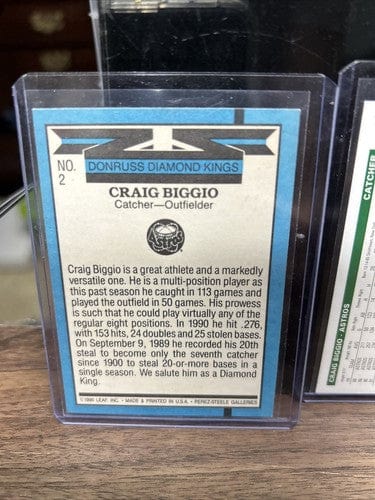 NO.
2
DONRUSS DIAMOND KINGS
CRAIG BIGGIO
Catcher—Outfielder
Astros
Craig Biggio is a great athlete and a markedly
versatile one. He is a multi-position player as
this past season he caught in 113 games and
played the outfield in 50 games. His prowess
is such that he could play virtually any of the
regular eight positions. In 1990 he hit .276,
with 153 hits, 24 doubles and 25 stolen bases.
On September 9, 1989 he recorded his 20th
steal to become only the seventh catcher
since 1900 to steal 20-or-more bases in a
single season. We salute him as a Diamond
King.
©1990 LEAF, INC. • MADE & PRINTED IN U.S.A. • PEREZ-STEELE GALLERIES
CATCHER
CRAIG BIGGIO - ASTROS